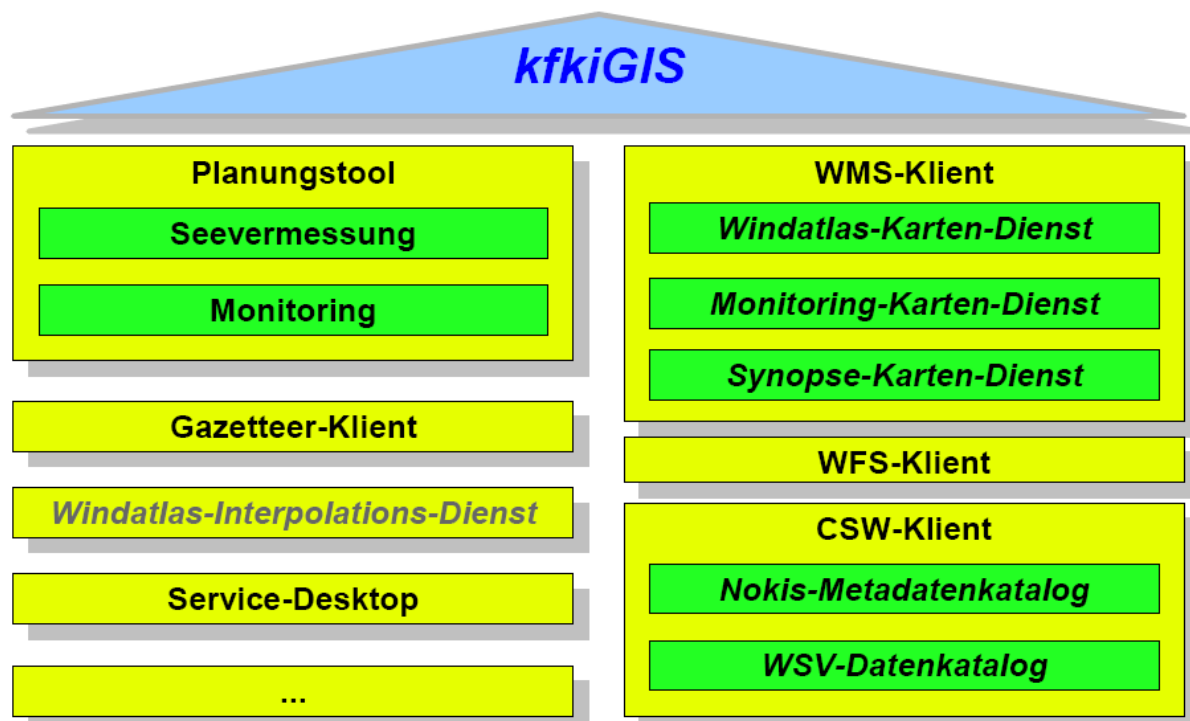 kfkiGIS
Planungstool
Seevermessung
Monitoring
Gazetteer-Klient
Windatlas-Interpolations-Dienst
Service-Desktop
...
WMS-Klient
Windatlas-Karten-Dienst
Monitoring-Karten-Dienst
Synopse-Karten-Dienst
WFS-Klient
CSW-Klient
Nokis-Metadatenkatalog
WSV-Datenkatalog